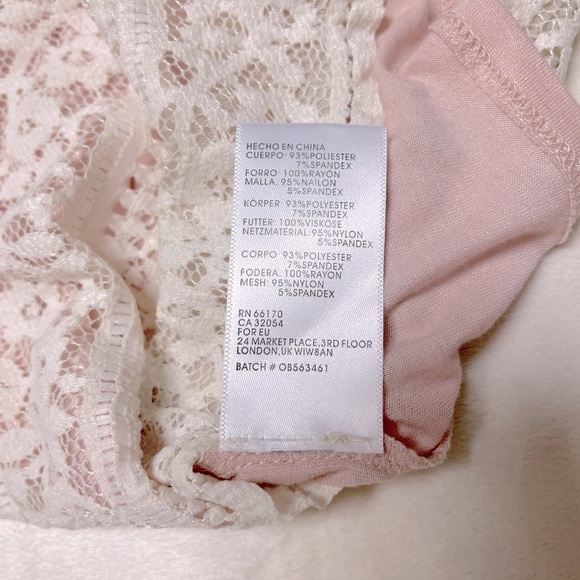 HECHO EN CHINA
CUERPO: 93%POLIESTER
7%SPANDEX
FORRO: 100%RAYON
MALLA: 95%NAILON
5%SPANDEX
KÖRPER: 93%POLYESTER
7%SPANDEX
FUTTER: 100%VISKOSE
NETZMATERIAL: 95%NYLON
5%SPANDEX
CORPO: 93%POLYESTER
7%SPANDEX
FODERA: 100%RAYON
MESH: 95%NYLON
5%SPANDEX
RN 66170
CA 32054
FOR EU
24 MARKET PLACE,3RD FLOOR
LONDON,UK WIW8AN
BATCH # OB563461